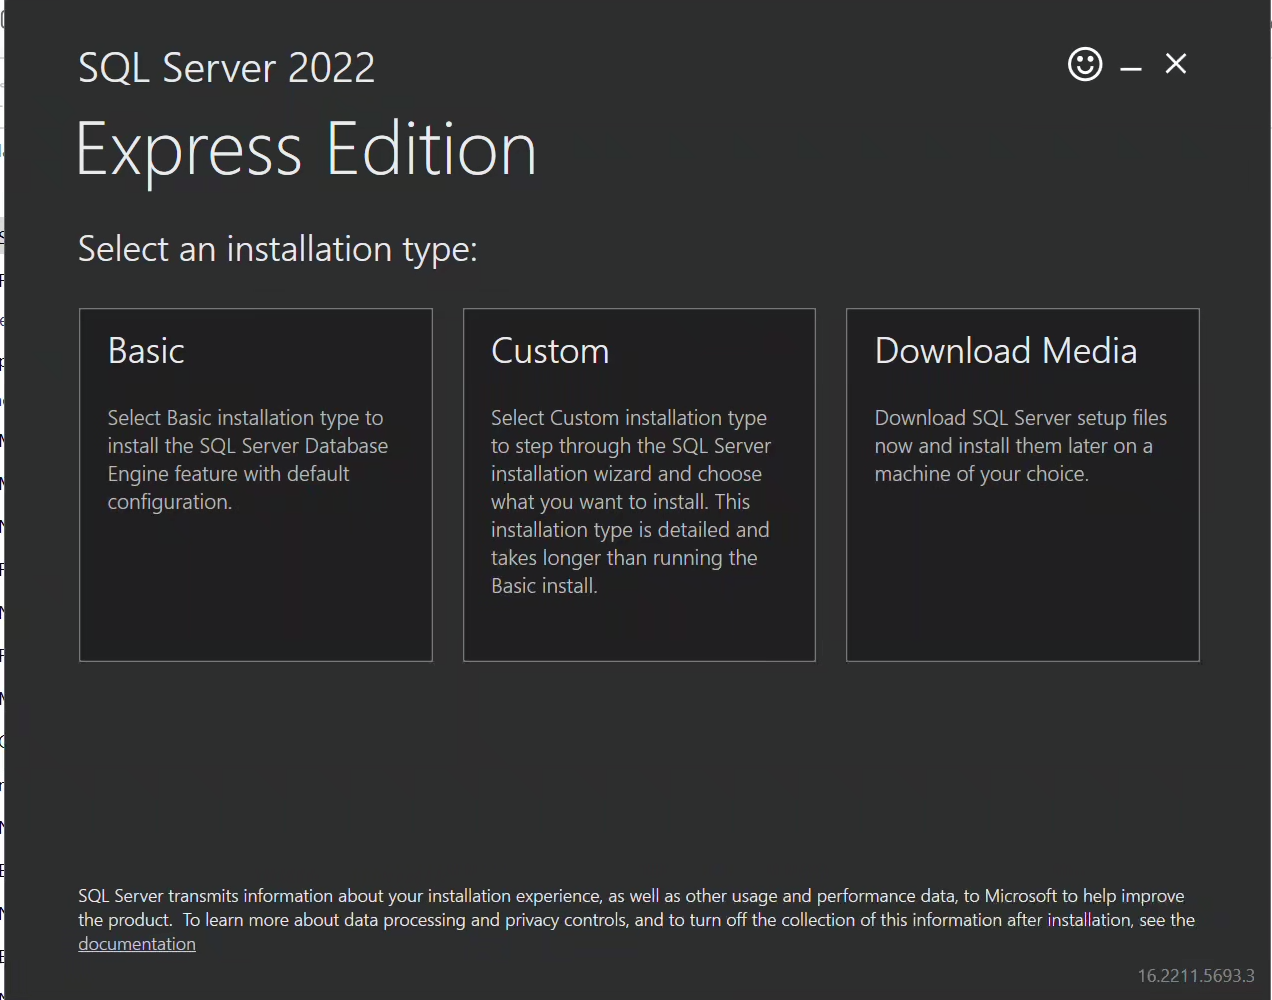 SQL Server 2022
Express Edition
Select an installation type:
Basic
Select Basic installation type to
install the SQL Server Database
Engine feature with default
configuration.
Custom
Select Custom installation type
to step through the SQL Server
installation wizard and choose
what you want to install. This
installation type is detailed and
takes longer than running the
Basic install.
Download Media
Download SQL Server setup files
now and install them later on a
machine of your choice.
SQL Server transmits information about your installation experience, as well as other usage and performance data, to Microsoft to help improve
the product.  To learn more about data processing and privacy controls, and to turn off the collection of this information after installation, see the
documentation
16.2211.5693.3